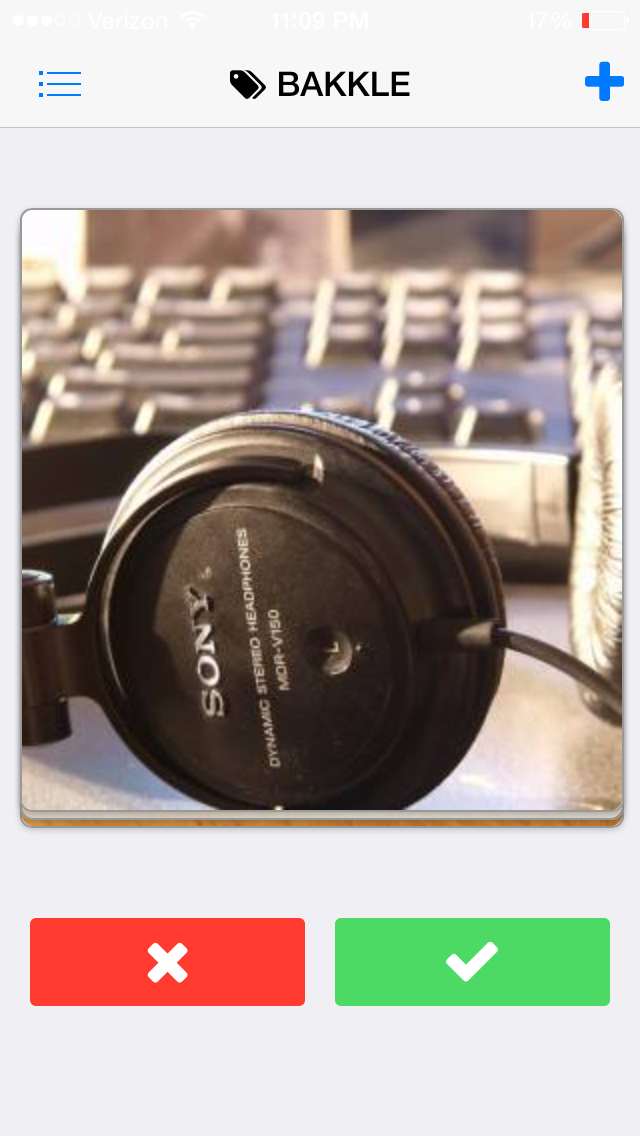 Verizon 11:09 PM 17%
BAKKLE
SONY
DYNAMIC STEREO HEADPHONES
MDR-V150
L